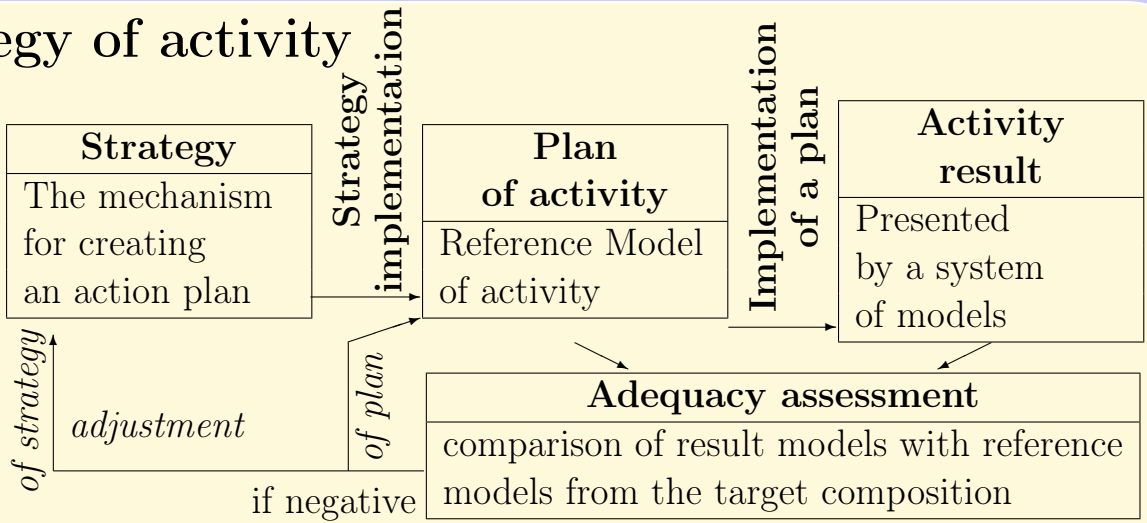 egy of activity
Strategy
The mechanism
for creating
an action plan
Strategy
implementation
Plan
of activity
Reference Model
of activity
Implementation
of a plan
Activity
result
Presented
by a system
of models
of strategy
adjustment
of plan
if negative
Adequacy assessment
comparison of result models with reference
models from the target composition